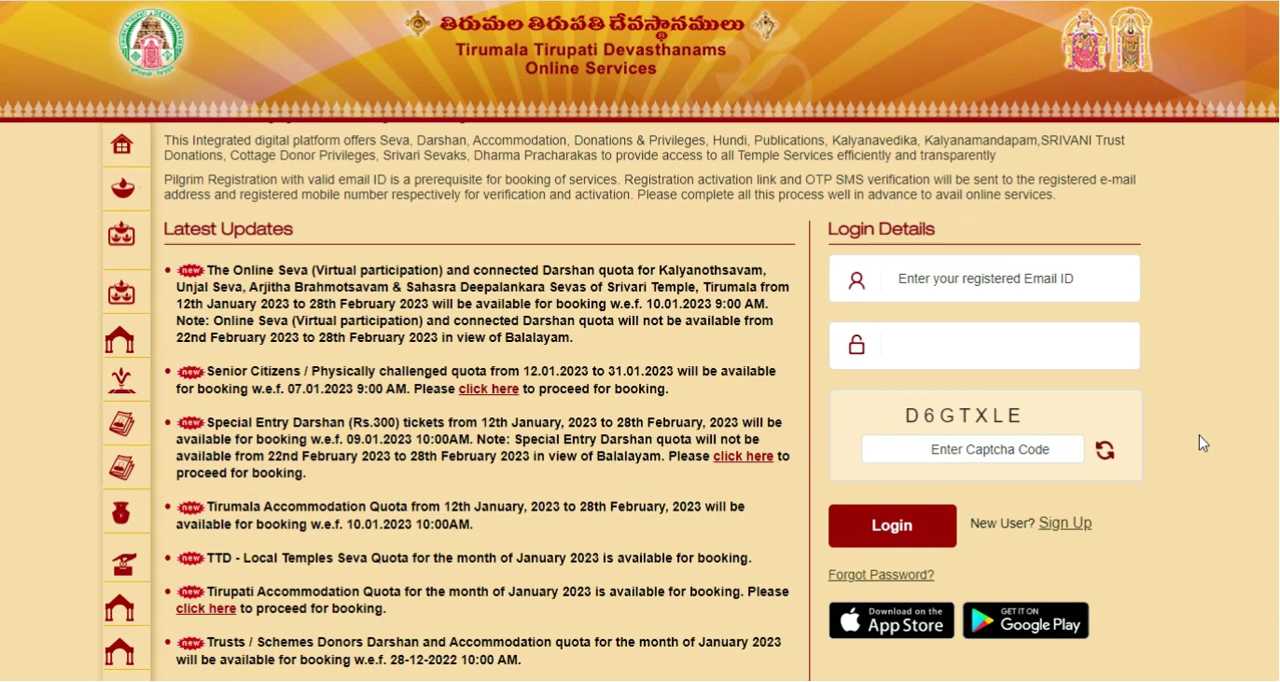 తిరుమల తిరుపతి దేవస్థానములు
Tirumala Tirupati Devasthanams
Online Services
This Integrated digital platform offers Seva, Darshan, Accommodation, Donations & Privileges, Hundi, Publications, Kalyanavedika, Kalyanamandapam,SRIVANI Trust
Donations, Cottage Donor Privileges, Srivari Sevaks, Dharma Pracharakas to provide access to all Temple Services efficiently and transparently
Pilgrim Registration with valid email ID is a prerequisite for booking of services. Registration activation link and OTP SMS verification will be sent to the registered e-mail
address and registered mobile number respectively for verification and activation. Please complete all this process well in advance to avail online services.
Latest Updates
new The Online Seva (Virtual participation) and connected Darshan quota for Kalyanothsavam,
Unjal Seva, Arjitha Brahmotsavam & Sahasra Deepalankara Sevas of Srivari Temple, Tirumala from
12th January 2023 to 28th February 2023 will be available for booking w.e.f. 10.01.2023 9:00 AM.
Note: Online Seva (Virtual participation) and connected Darshan quota will not be available from
22nd February 2023 to 28th February 2023 in view of Balalayam.
new Senior Citizens / Physically challenged quota from 12.01.2023 to 31.01.2023 will be available
for booking w.e.f. 07.01.2023 9:00 AM. Please click here to proceed for booking.
new Special Entry Darshan (Rs.300) tickets from 12th January, 2023 to 28th February, 2023 will be
available for booking w.e.f. 09.01.2023 10:00AM. Note: Special Entry Darshan quota will not be
available from 22nd February 2023 to 28th February 2023 in view of Balalayam. Please click here to
proceed for booking.
new Tirumala Accommodation Quota from 12th January, 2023 to 28th February, 2023 will be
available for booking w.e.f. 10.01.2023 10:00AM.
new TTD - Local Temples Seva Quota for the month of January 2023 is available for booking.
new Tirupati Accommodation Quota for the month of January 2023 is available for booking. Please
click here to proceed for booking.
new Trusts / Schemes Donors Darshan and Accommodation quota for the month of January 2023
will be available for booking w.e.f. 28-12-2022 10:00 AM.
Login Details
Enter your registered Email ID
D6GTXLE
Enter Captcha Code
Login
New User? Sign Up
Forgot Password?
Download on the
App Store
GET IT ON
Google Play